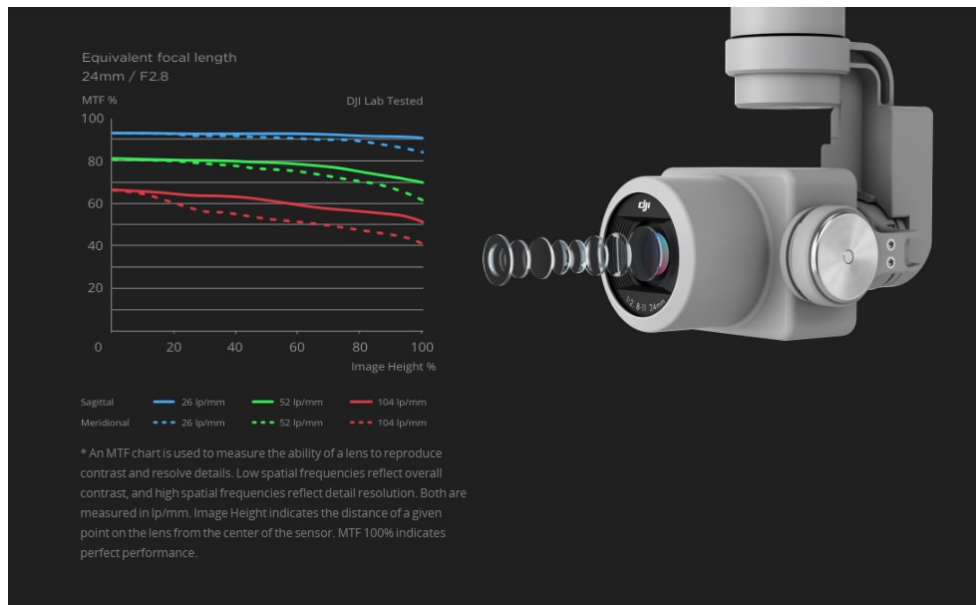 Equivalent focal length
24mm / F2.8
MTF %
DJI Lab Tested
100
80
60
40
20
0 20 40 60 80 100
Image Height %
Sagittal 26 lp/mm 52 lp/mm 104 lp/mm
Meridional 26 lp/mm 52 lp/mm 104 lp/mm
* An MTF chart is used to measure the ability of a lens to reproduce
contrast and resolve details. Low spatial frequencies reflect overall
contrast, and high spatial frequencies reflect detail resolution. Both are
measured in lp/mm. Image Height indicates the distance of a given
point on the lens from the center of the sensor. MTF 100% indicates
perfect performance.
dji
24mm